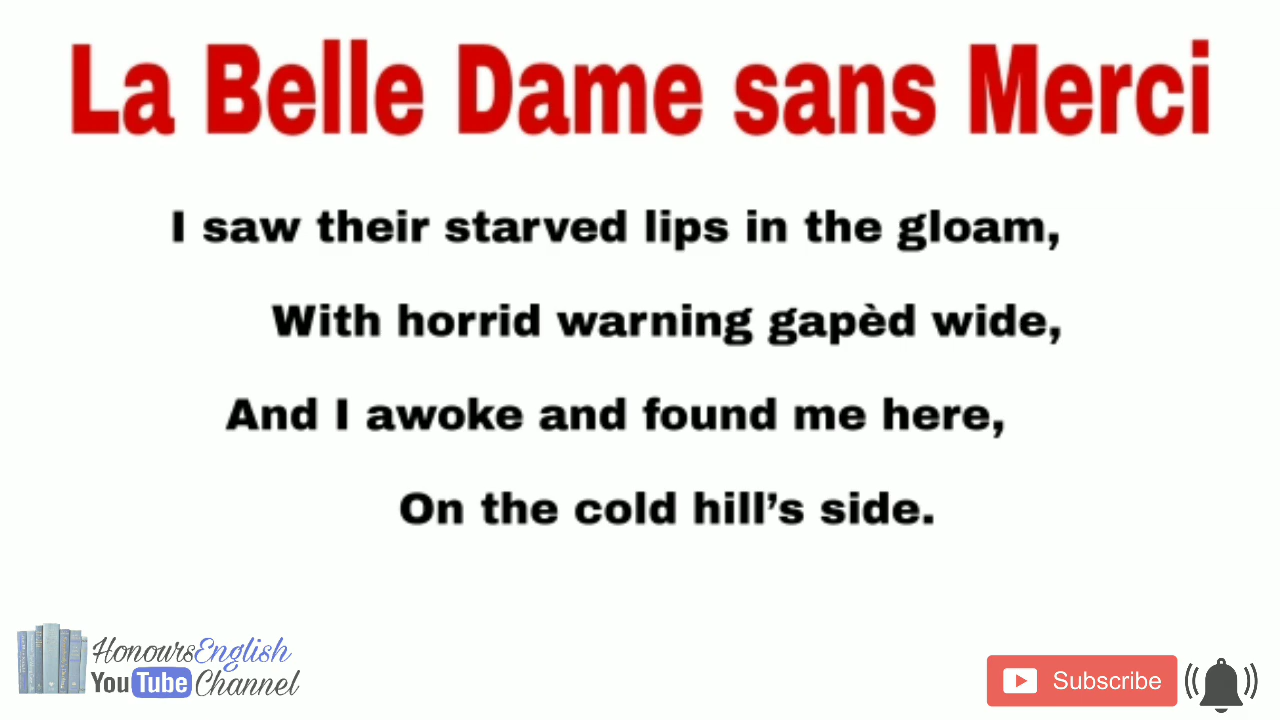 La Belle Dame sans Merci
I saw their starved lips in the gloam,
With horrid warning gapèd wide,
And I awoke and found me here,
On the cold hill’s side.
HonoursEnglish
YouTube Channel
Subscribe